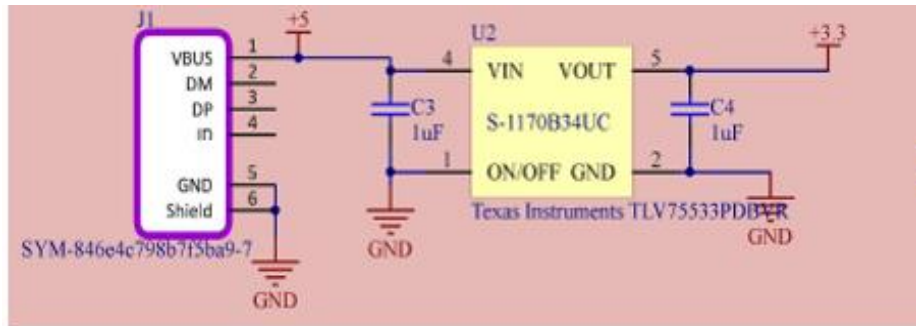 J1
VBUS 1
DM 2
DP 3
ID 4
GND 5
Shield 6
SYM-846e4c798b7f5ba9-7
+5
GND
C3
1uF
GND
U2
4 VIN VOUT 5
S-1170B34UC
1 ON/OFF GND 2
Texas Instruments TLV75533PDBVR
C4
1uF
+3.3
GND